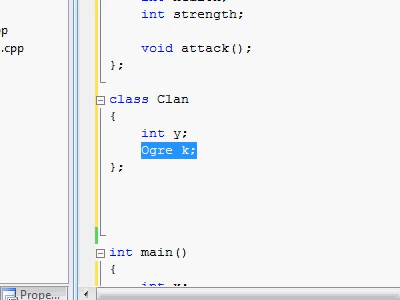 int strength;
void attack();
};
class Clan
{
int y;
Ogre k;
};
int main()
{
.cpp
Prope...